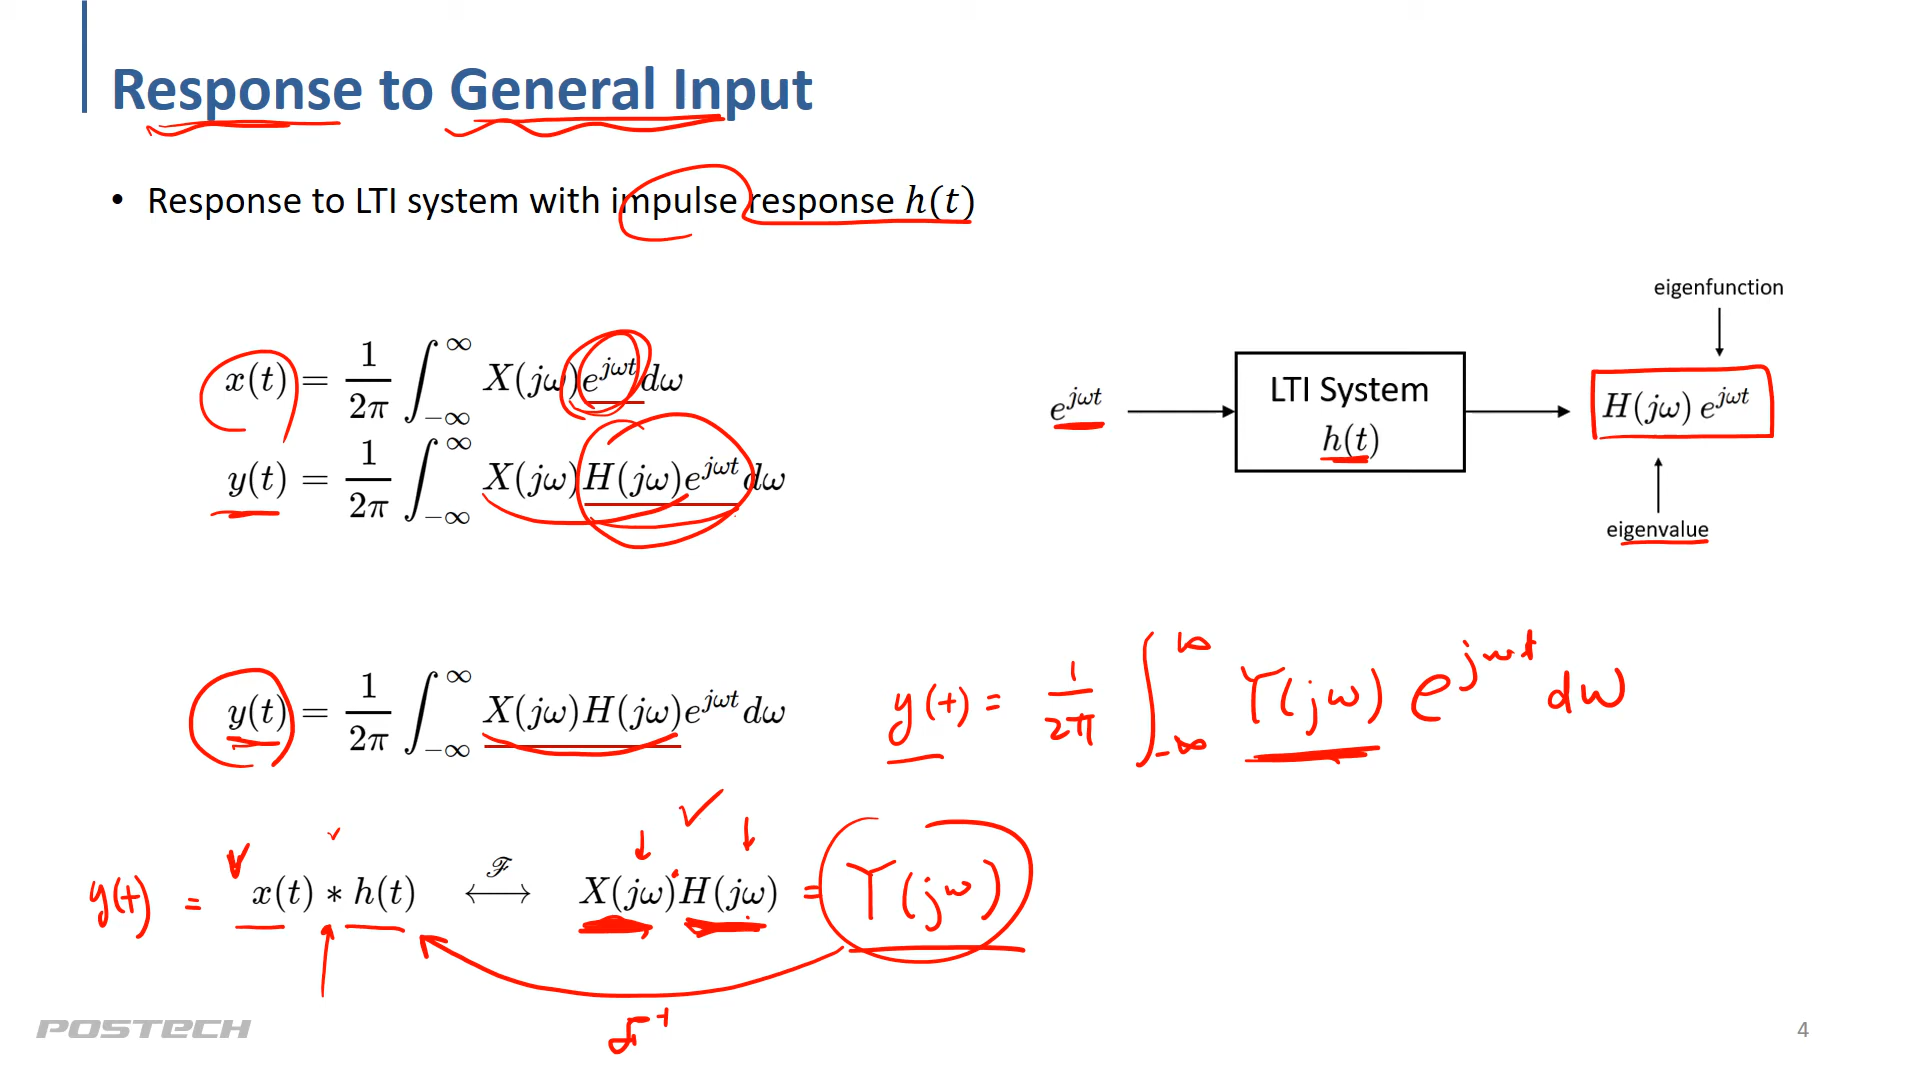 Response to General Input
• Response to LTI system with impulse response h(t)
eigenfunction
x(t) = 1/2π ∫_{-∞}^{∞} X(jω)e^{jωt}dω
e^{jωt} → LTI System h(t) → H(jω) e^{jωt}
y(t) = 1/2π ∫_{-∞}^{∞} X(jω)H(jω)e^{jωt}dω
eigenvalue
y(t) = 1/2π ∫_{-∞}^{∞} X(jω)H(jω)e^{jωt}dω
y(t) = 1/2π ∫_{-∞}^{∞} Y(jω) e^{jωt} dω
y(t) = x(t) ∗ h(t) ⟷^ℱ X(jω)·H(jω) = Y(jω)
ℱ^{-1}
POSTECH
4